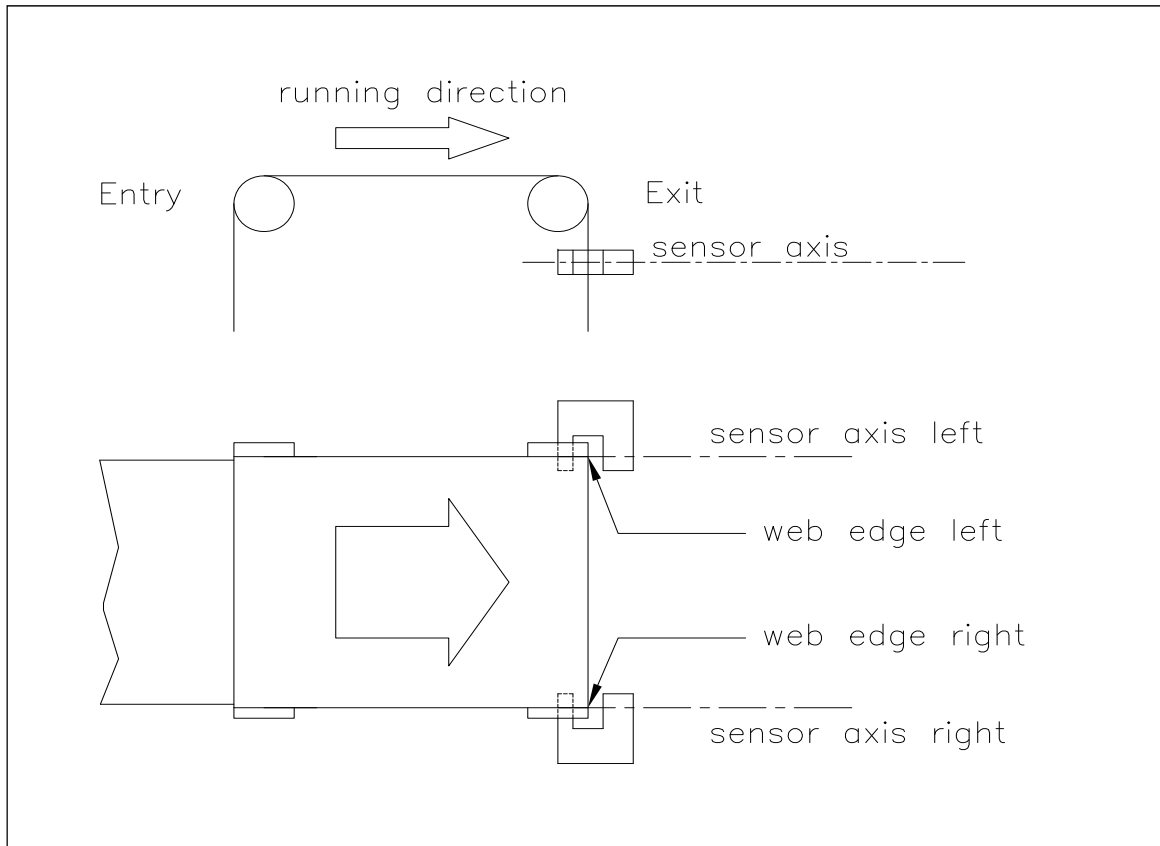 running direction
Entry
Exit
sensor axis
sensor axis left
web edge left
web edge right
sensor axis right